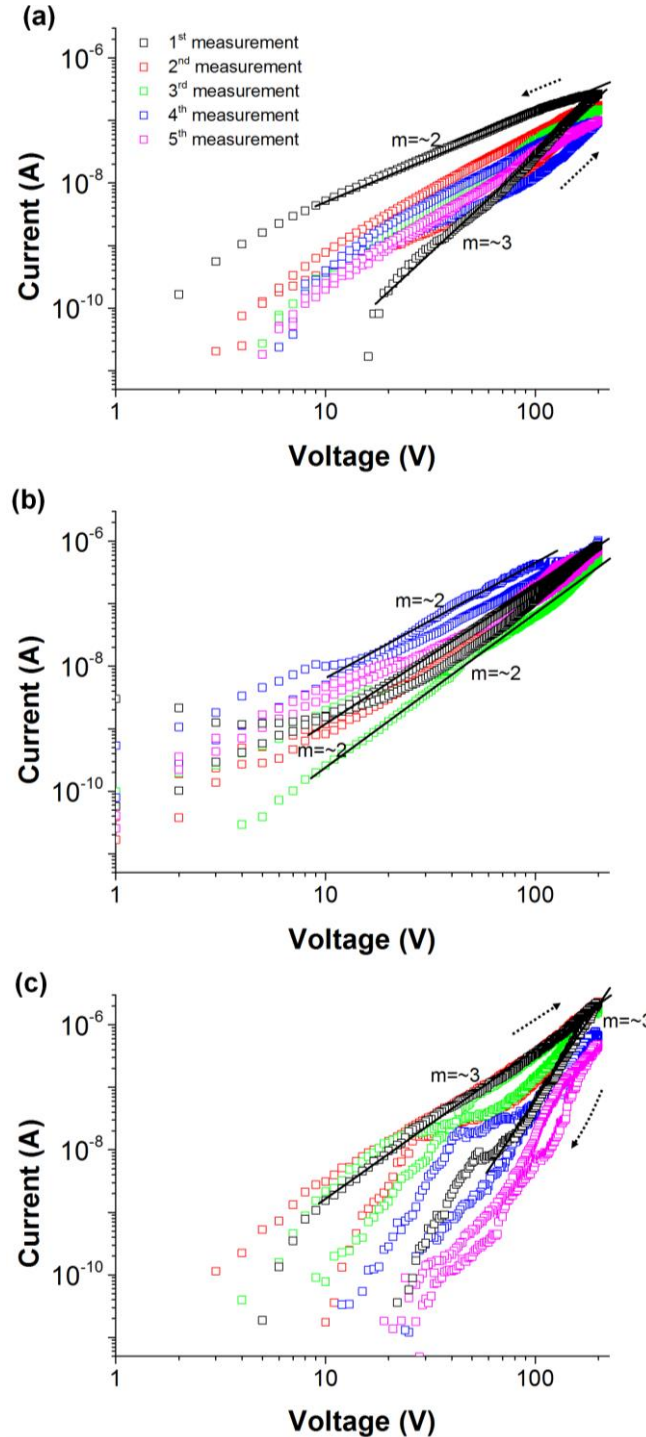 (a)
1st measurement
2nd measurement
3rd measurement
4th measurement
5th measurement
m=~2
m=~3
10-6
10-8
10-10
Current (A)
1 10 100
Voltage (V)
(b)
m=~2
m=~2
m=~2
10-6
10-8
10-10
Current (A)
1 10 100
Voltage (V)
(c)
m=~3
m=~3
10-6
10-8
10-10
Current (A)
1 10 100
Voltage (V)